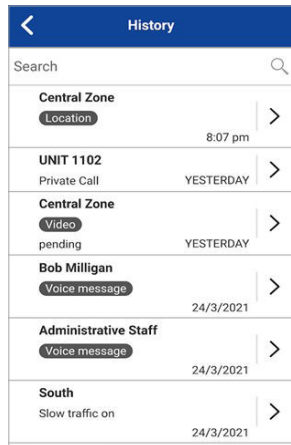 History
Search
Central Zone
Location
8:07 pm
UNIT 1102
Private Call YESTERDAY
Central Zone
Video
pending YESTERDAY
Bob Milligan
Voice message
24/3/2021
Administrative Staff
Voice message
24/3/2021
South
Slow traffic on
24/3/2021